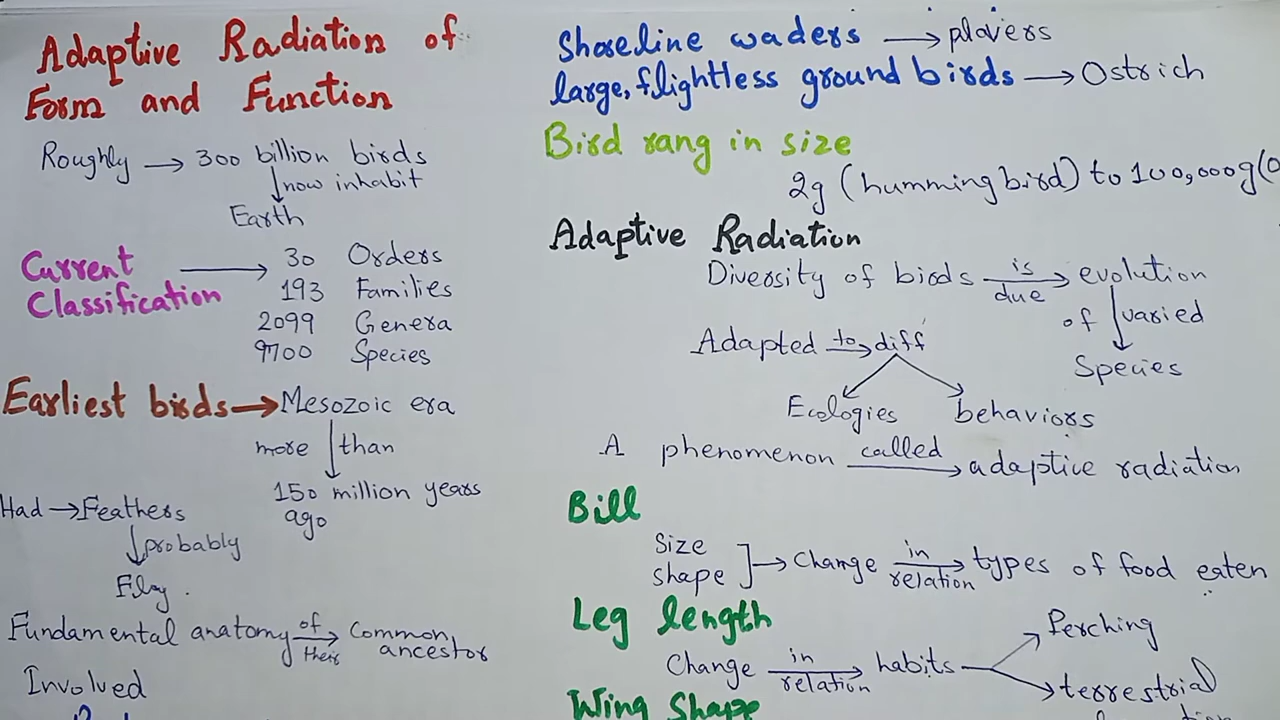 Adaptive Radiation of
Form and Function
Roughly → 300 billion birds
↓ now inhabit
Earth
Current
Classification → 30 Orders
193 Families
2099 Genera
9700 Species
Earliest birds → Mesozoic era
more ↓ than
150 million years
ago
Had → Feathers
↓ probably
Flay.
Fundamental anatomy of their → Common
ancestor
Involved
Shoreline waders → plovers
large, flightless ground birds → Ostrich
Bird rang in size
2g (humming bird) to 100,000g(O
Adaptive Radiation
Diversity of birds is due → evolution
of ↓ varied
Species
Adapted to → diff
Ecologies behaviors
A phenomenon called → adaptive radiation
Bill
Size
Shape ] → Change in relation → types of food eaten
Leg length
Change in relation → habits → Perching
→ terrestrial
Wing Shape